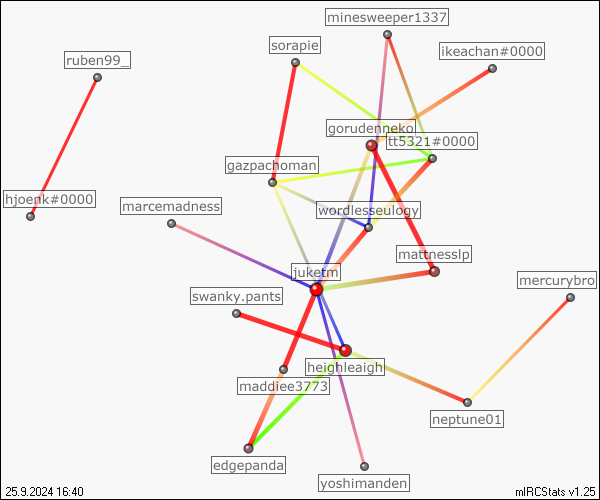 minesweeper1337
sorapie
ikeachan#0000
ruben99_
gorudenneko
tt5321#0000
gazpachoman
hjoenk#0000
marcemadness
wordlesseulogy
mattnesslp
juketm
mercurybro
swanky.pants
heighleaigh
maddiee3773
neptune01
edgepanda
yoshimanden
25.9.2024 16:40
mIRCStats v1.25